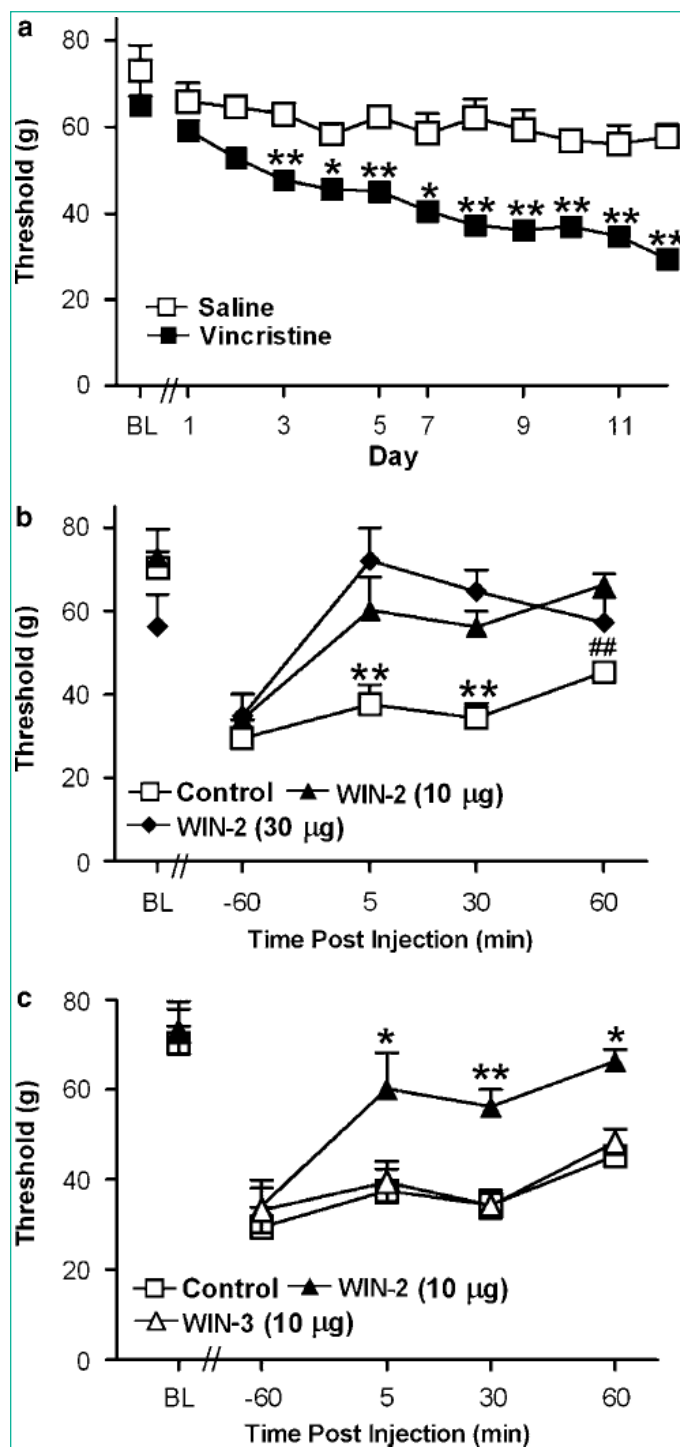 a
80
60
40
20
0
Threshold (g)
** * ** * ** ** ** ** **
Saline
Vincristine
BL 1 3 5 7 9 11
Day
b
80
60
40
20
0
Threshold (g)
** ** ##
Control WIN-2 (10 µg)
WIN-2 (30 µg)
BL -60 5 30 60
Time Post Injection (min)
c
80
60
40
20
0
Threshold (g)
* ** *
Control WIN-2 (10 µg)
WIN-3 (10 µg)
BL -60 5 30 60
Time Post Injection (min)